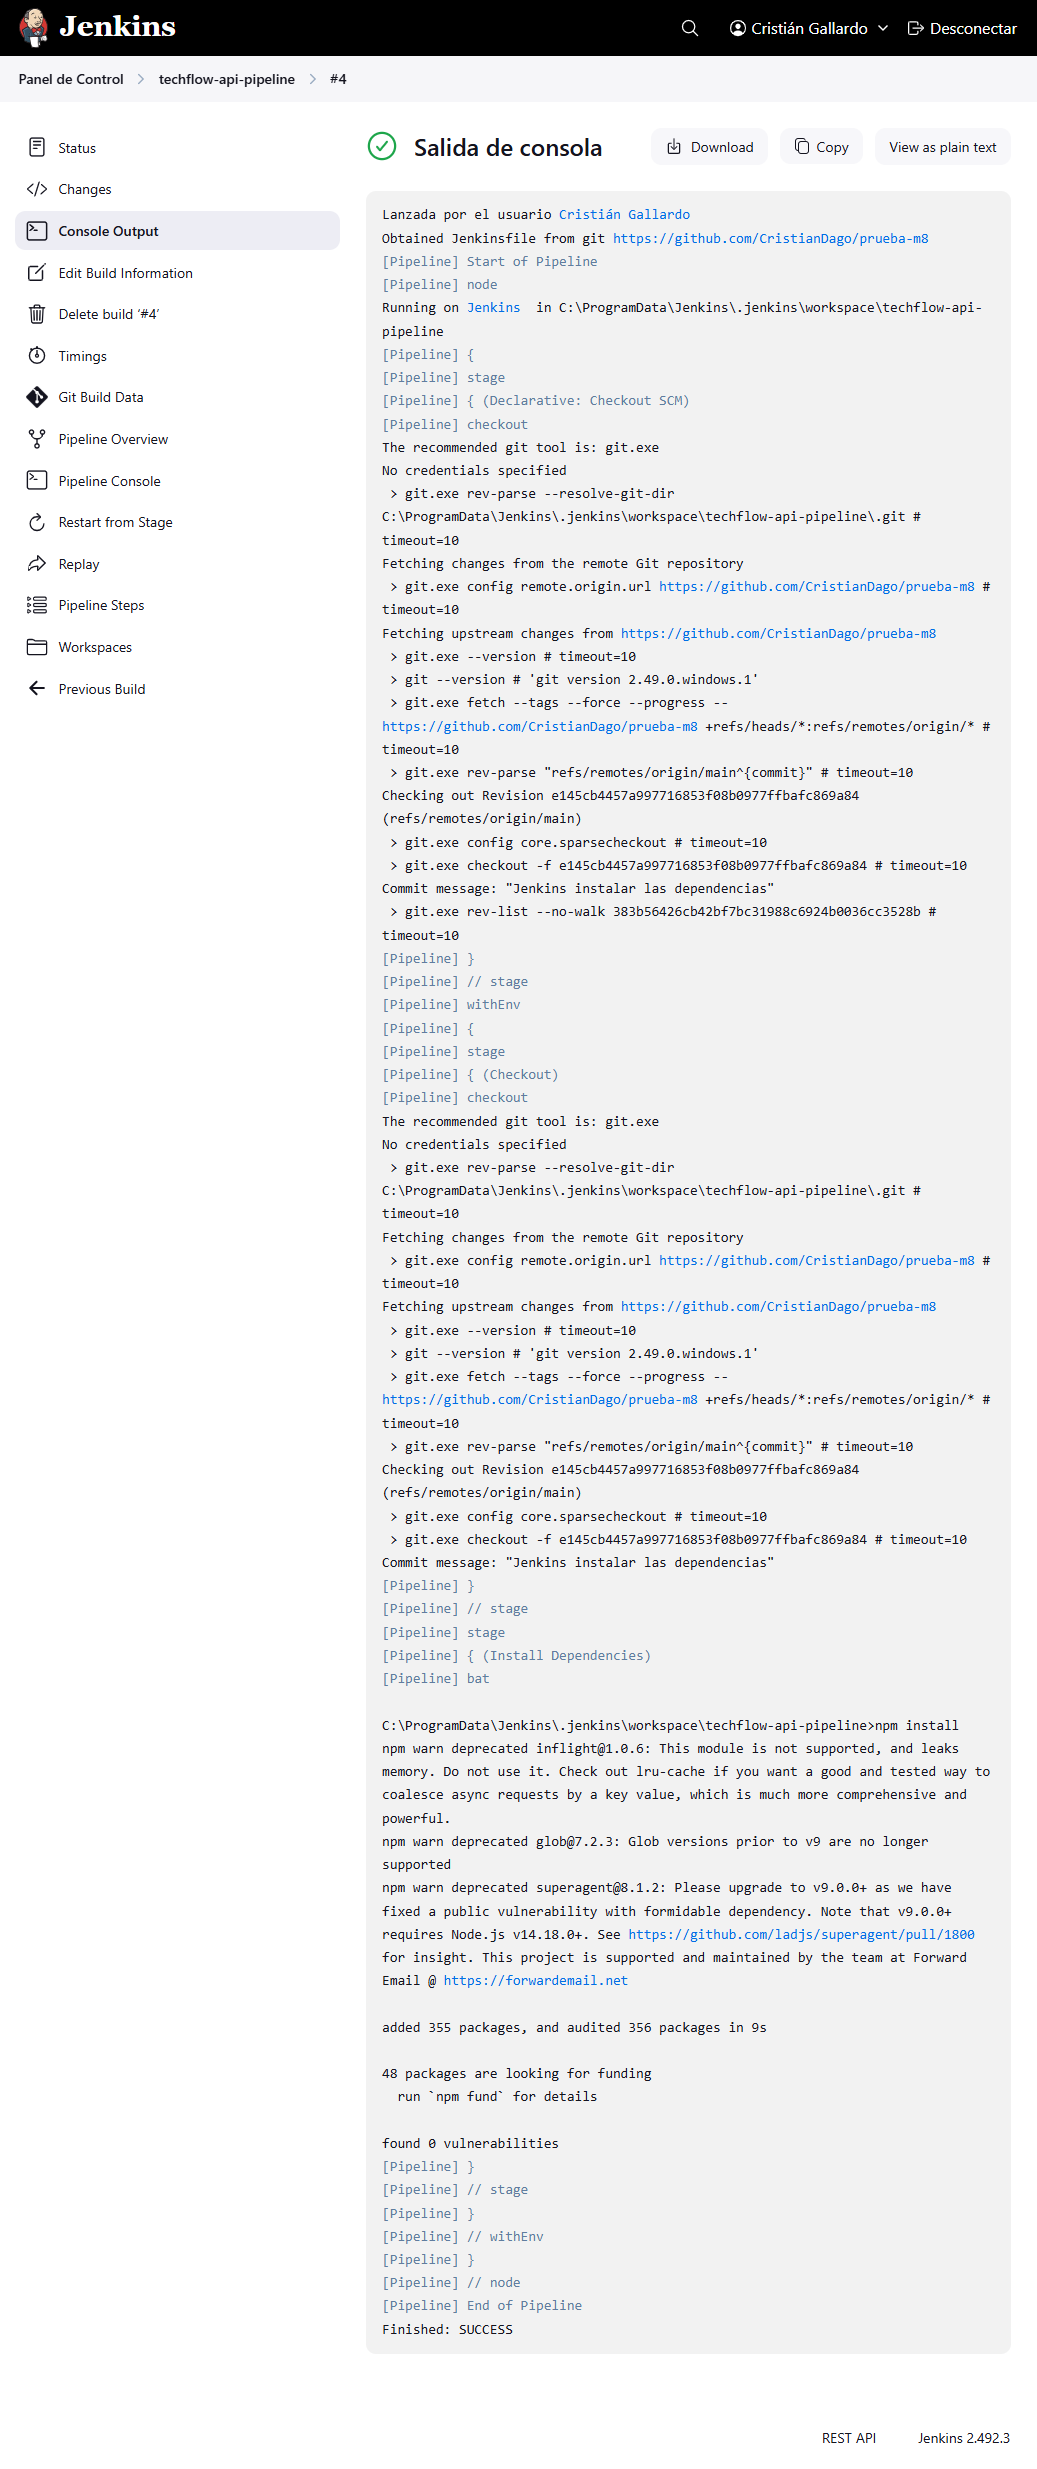 Jenkins
Cristián Gallardo
Desconectar
Panel de Control
techflow-api-pipeline
#4
Status
Changes
Console Output
Edit Build Information
Delete build ‘#4’
Timings
Git Build Data
Pipeline Overview
Pipeline Console
Restart from Stage
Replay
Pipeline Steps
Workspaces
Previous Build
Salida de consola
Download
Copy
View as plain text
Lanzada por el usuario Cristián Gallardo
Obtained Jenkinsfile from git https://github.com/CristianDago/prueba-m8
[Pipeline] Start of Pipeline
[Pipeline] node
Running on Jenkins  in C:\ProgramData\Jenkins\.jenkins\workspace\techflow-api-
pipeline
[Pipeline] {
[Pipeline] stage
[Pipeline] { (Declarative: Checkout SCM)
[Pipeline] checkout
The recommended git tool is: git.exe
No credentials specified
 > git.exe rev-parse --resolve-git-dir
C:\ProgramData\Jenkins\.jenkins\workspace\techflow-api-pipeline\.git #
timeout=10
Fetching changes from the remote Git repository
 > git.exe config remote.origin.url https://github.com/CristianDago/prueba-m8 #
timeout=10
Fetching upstream changes from https://github.com/CristianDago/prueba-m8
 > git.exe --version # timeout=10
 > git --version # 'git version 2.49.0.windows.1'
 > git.exe fetch --tags --force --progress --
https://github.com/CristianDago/prueba-m8 +refs/heads/*:refs/remotes/origin/* #
timeout=10
 > git.exe rev-parse "refs/remotes/origin/main^{commit}" # timeout=10
Checking out Revision e145cb4457a997716853f08b0977ffbafc869a84
(refs/remotes/origin/main)
 > git.exe config core.sparsecheckout # timeout=10
 > git.exe checkout -f e145cb4457a997716853f08b0977ffbafc869a84 # timeout=10
Commit message: "Jenkins instalar las dependencias"
 > git.exe rev-list --no-walk 383b56426cb42bf7bc31988c6924b0036cc3528b #
timeout=10
[Pipeline] }
[Pipeline] // stage
[Pipeline] withEnv
[Pipeline] {
[Pipeline] stage
[Pipeline] { (Checkout)
[Pipeline] checkout
The recommended git tool is: git.exe
No credentials specified
 > git.exe rev-parse --resolve-git-dir
C:\ProgramData\Jenkins\.jenkins\workspace\techflow-api-pipeline\.git #
timeout=10
Fetching changes from the remote Git repository
 > git.exe config remote.origin.url https://github.com/CristianDago/prueba-m8 #
timeout=10
Fetching upstream changes from https://github.com/CristianDago/prueba-m8
 > git.exe --version # timeout=10
 > git --version # 'git version 2.49.0.windows.1'
 > git.exe fetch --tags --force --progress --
https://github.com/CristianDago/prueba-m8 +refs/heads/*:refs/remotes/origin/* #
timeout=10
 > git.exe rev-parse "refs/remotes/origin/main^{commit}" # timeout=10
Checking out Revision e145cb4457a997716853f08b0977ffbafc869a84
(refs/remotes/origin/main)
 > git.exe config core.sparsecheckout # timeout=10
 > git.exe checkout -f e145cb4457a997716853f08b0977ffbafc869a84 # timeout=10
Commit message: "Jenkins instalar las dependencias"
[Pipeline] }
[Pipeline] // stage
[Pipeline] stage
[Pipeline] { (Install Dependencies)
[Pipeline] bat
C:\ProgramData\Jenkins\.jenkins\workspace\techflow-api-pipeline>npm install
npm warn deprecated inflight@1.0.6: This module is not supported, and leaks
memory. Do not use it. Check out lru-cache if you want a good and tested way to
coalesce async requests by a key value, which is much more comprehensive and
powerful.
npm warn deprecated glob@7.2.3: Glob versions prior to v9 are no longer
supported
npm warn deprecated superagent@8.1.2: Please upgrade to v9.0.0+ as we have
fixed a public vulnerability with formidable dependency. Note that v9.0.0+
requires Node.js v14.18.0+. See https://github.com/ladjs/superagent/pull/1800
for insight. This project is supported and maintained by the team at Forward
Email @ https://forwardemail.net
added 355 packages, and audited 356 packages in 9s
48 packages are looking for funding
  run `npm fund` for details
found 0 vulnerabilities
[Pipeline] }
[Pipeline] // stage
[Pipeline] }
[Pipeline] // withEnv
[Pipeline] }
[Pipeline] // node
[Pipeline] End of Pipeline
Finished: SUCCESS
REST API
Jenkins 2.492.3